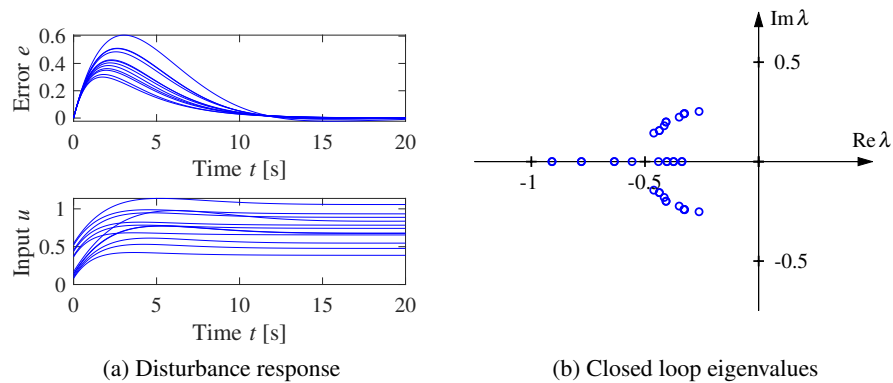 Error e
0.6
0.4
0.2
0
0 5 10 15 20
Time t [s]
Input u
1
0.5
0
0 5 10 15 20
Time t [s]
(a) Disturbance response
Im λ
0.5
Re λ
-1 -0.5
-0.5
(b) Closed loop eigenvalues